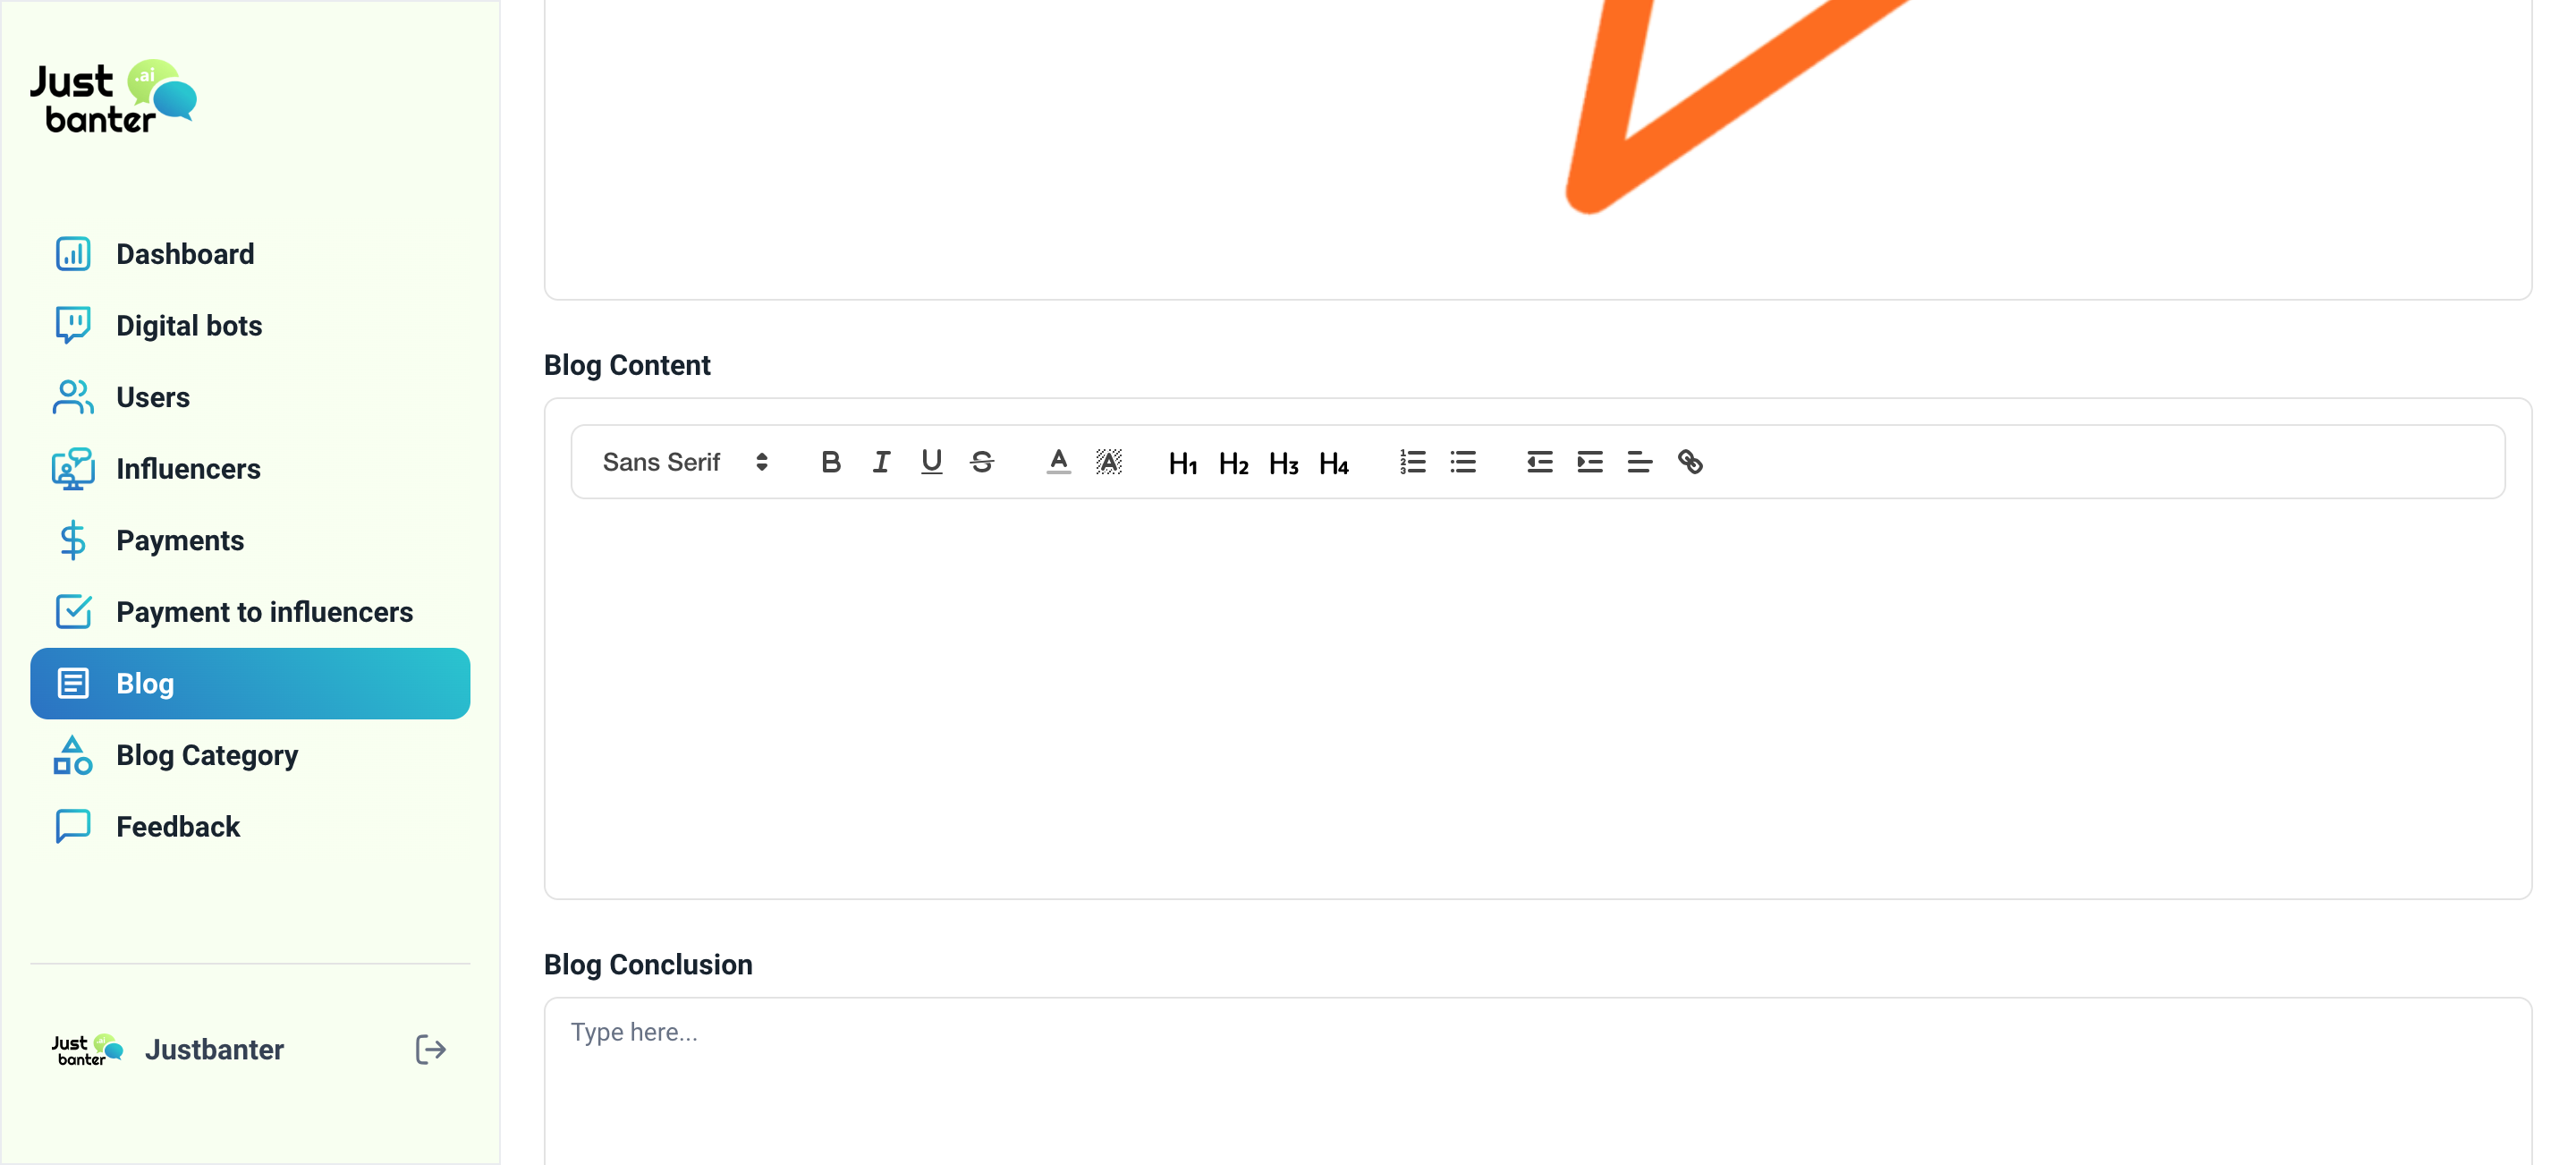 Just .ai
banter
Dashboard
Digital bots
Users
Influencers
Payments
Payment to influencers
Blog
Blog Category
Feedback
Just .ai
banter
Justbanter
Blog Content
Sans Serif B I U S A A H1 H2 H3 H4
Blog Conclusion
Type here...